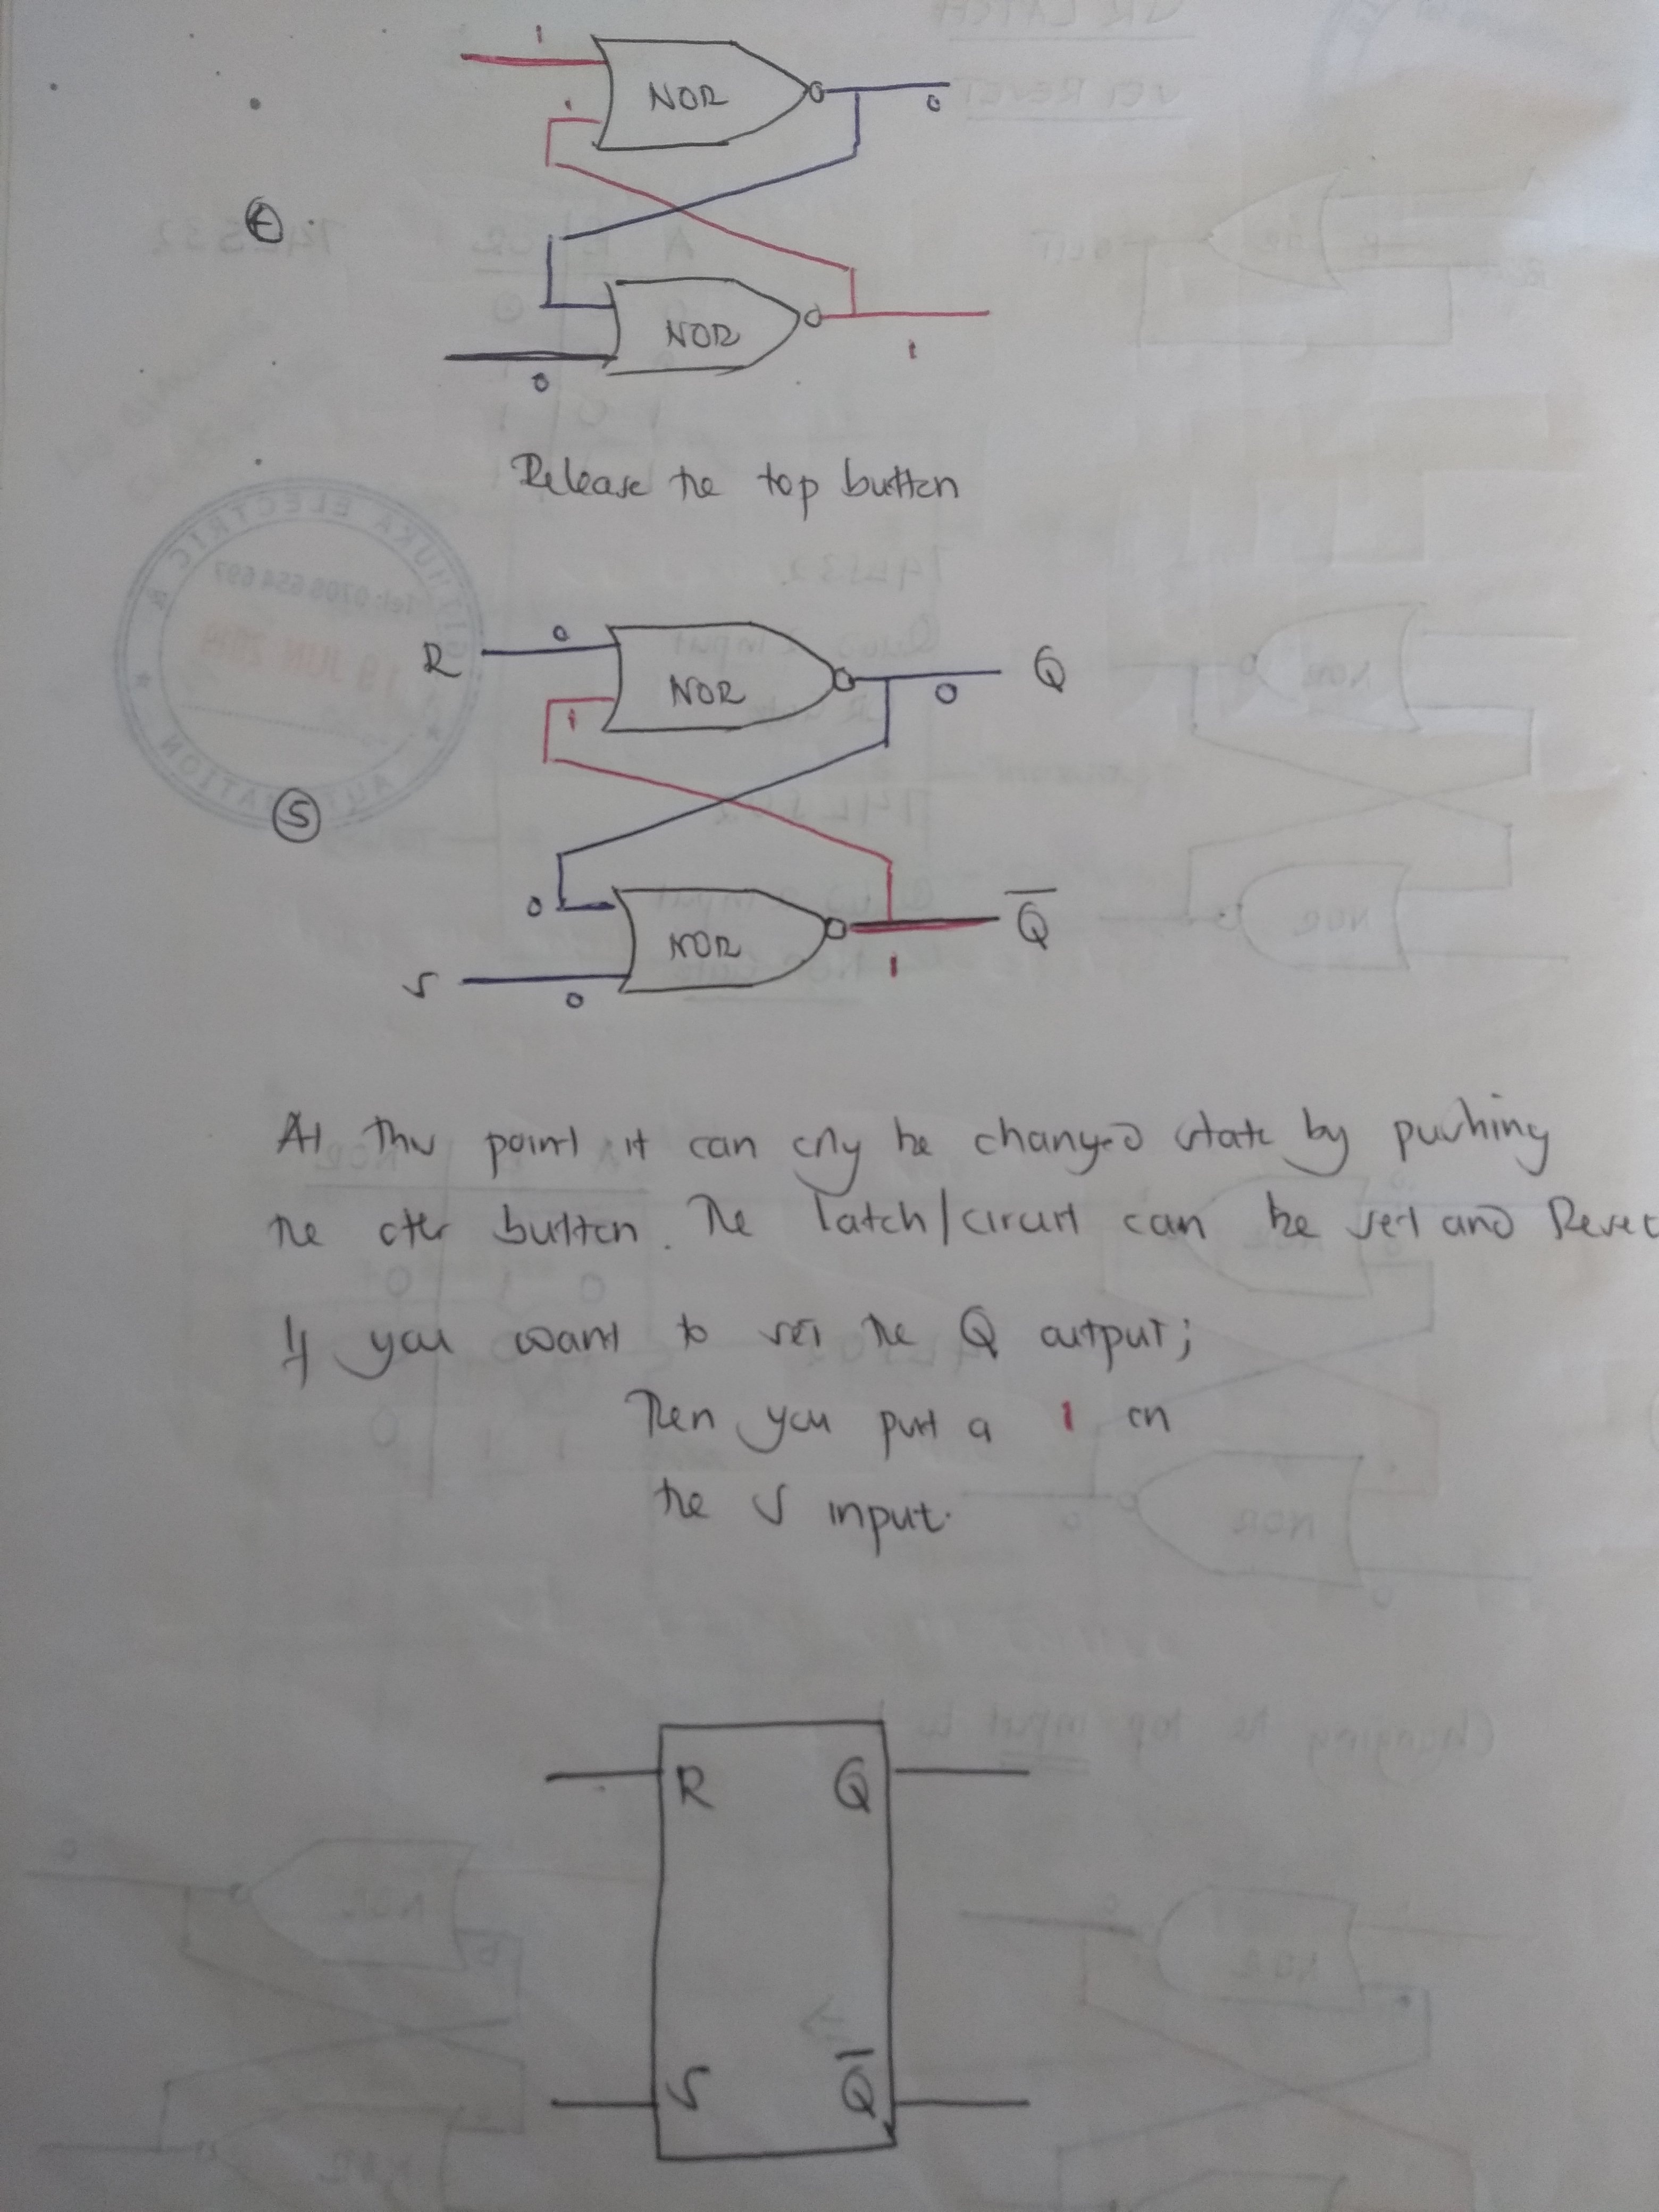 1
NOR
1
0
4
NOR
1
0
Release the top button
R
0
NOR
Q
0
1
5
0
NOR
Q
S
0
1
At this point it can only be changed state by pushing
the other button. The latch/circuit can be set and Reset
If you want to set the Q output;
Then you put a 1 on
the S input.
R Q
S Q